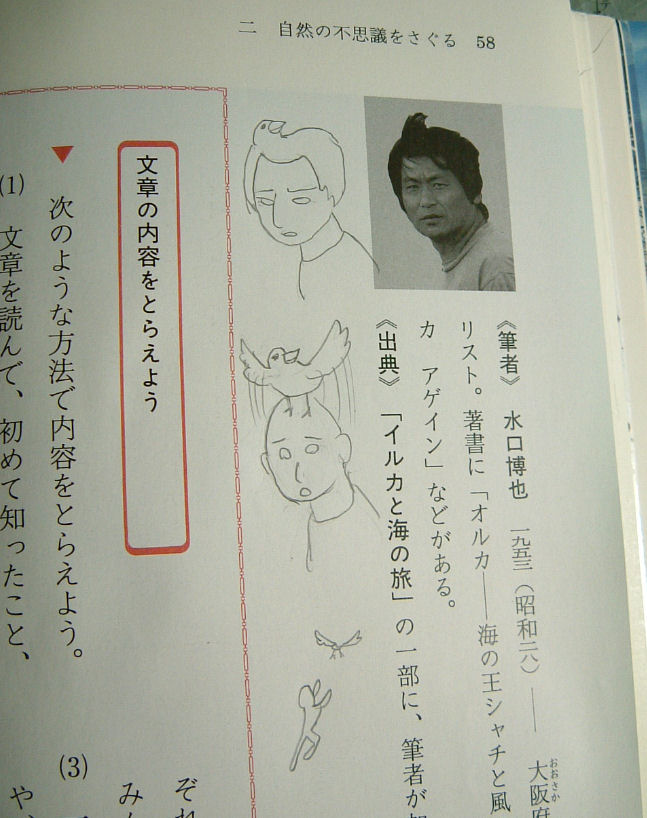 二 自然の不思議をさぐる 58
《筆者》 水口博也 一九五三(昭和二八)—— 大阪府
おおさか
リスト。著書に「オルカ——海の王シャチと風
カ アゲイン」などがある。
《出典》 「イルカと海の旅」の一部に、筆者が
文章の内容をとらえよう
▼ 次のような方法で内容をとらえよう。
(1) 文章を読んで、初めて知ったこと、
(3)